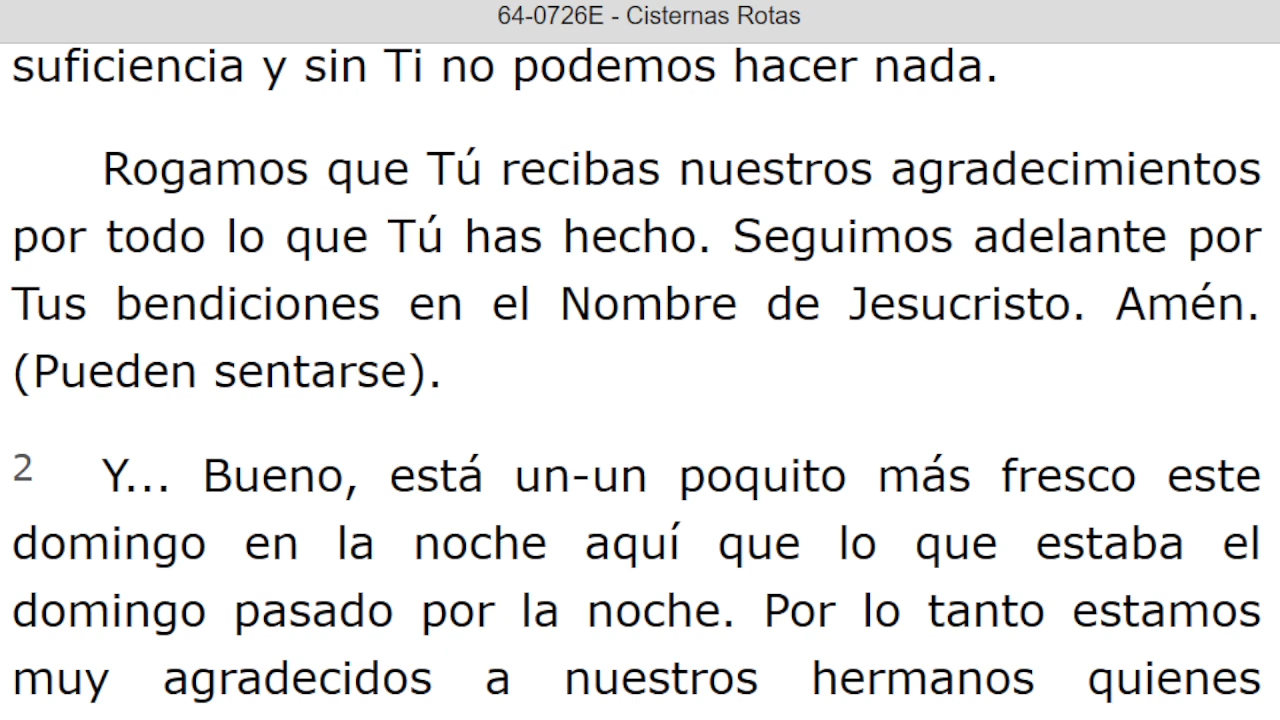 64-0726E - Cisternas Rotas
suficiencia y sin Ti no podemos hacer nada.
Rogamos que Tú recibas nuestros agradecimientos
por todo lo que Tú has hecho. Seguimos adelante por
Tus bendiciones en el Nombre de Jesucristo. Amén.
(Pueden sentarse).
2 Y... Bueno, está un-un poquito más fresco este
domingo en la noche aquí que lo que estaba el
domingo pasado por la noche. Por lo tanto estamos
muy agradecidos a nuestros hermanos quienes